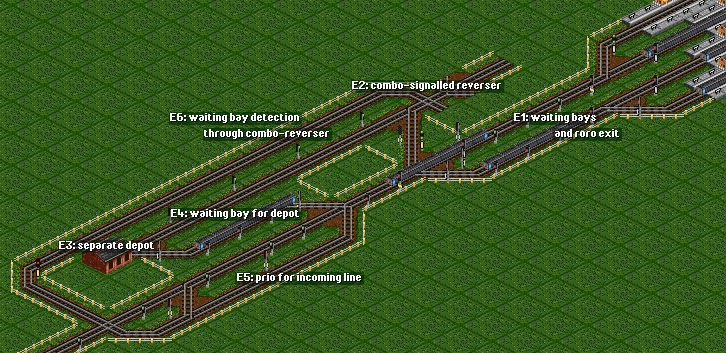 E2: combo-signalled reverser
E6: waiting bay detection
through combo-reverser
E1: waiting bays
and roro exit
E4: waiting bay for depot
E3: separate depot
E5: prio for incoming line